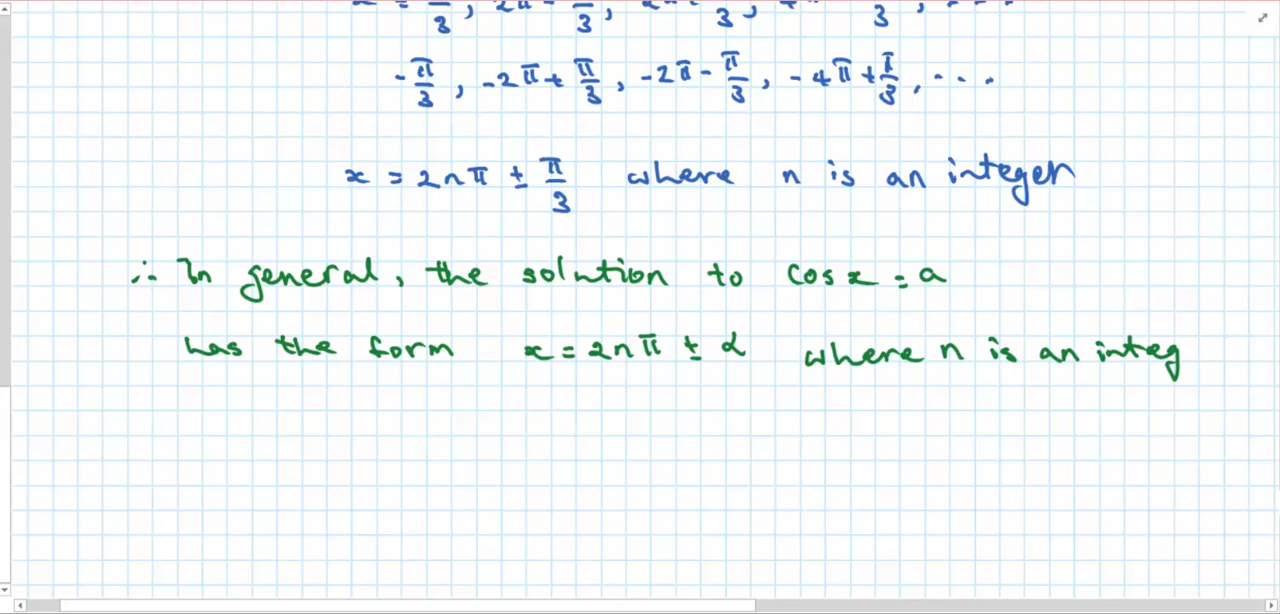 -π/3, -2π+π/3, -2π-π/3, -4π+π/3, ...
x = 2nπ ± π/3 where n is an integer
∴ In general, the solution to cosx = a
has the form x = 2nπ ± α where n is an integ